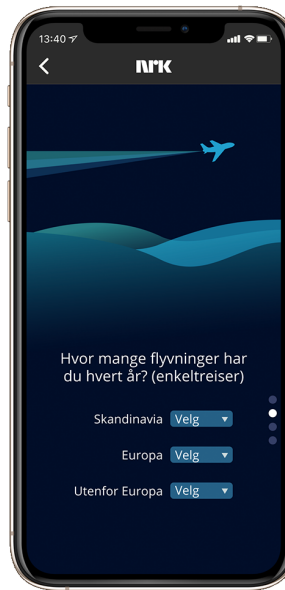 13:40
nrk
Hvor mange flyvninger har
du hvert år? (enkeltreiser)
Skandinavia Velg
Europa Velg
Utenfor Europa Velg